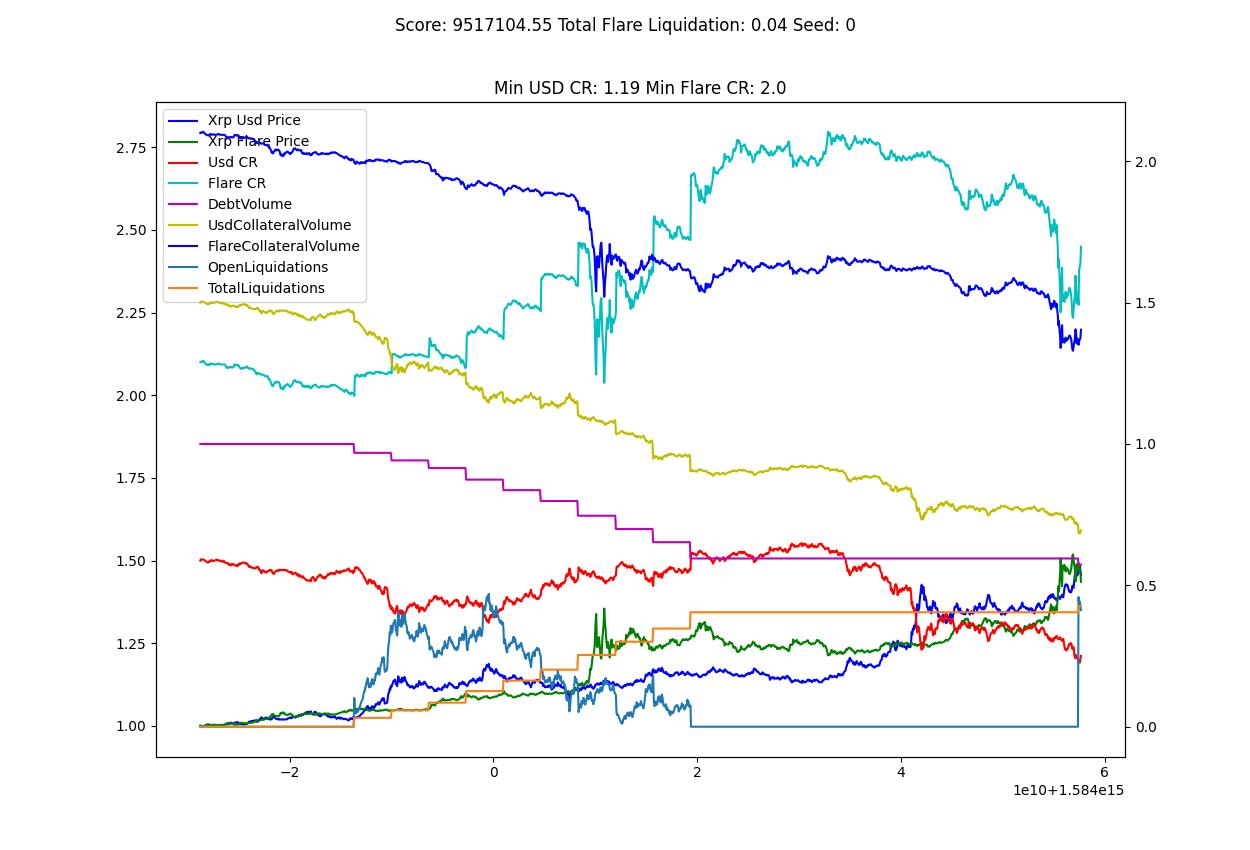 Score: 9517104.55 Total Flare Liquidation: 0.04 Seed: 0
Min USD CR: 1.19 Min Flare CR: 2.0
Xrp Usd Price
Xrp Flare Price
Usd CR
Flare CR
DebtVolume
UsdCollateralVolume
FlareCollateralVolume
OpenLiquidations
TotalLiquidations
2.75
2.50
2.25
2.00
1.75
1.50
1.25
1.00
2.0
1.5
1.0
0.5
0.0
−2
0
2
4
6
1e10+1.584e15